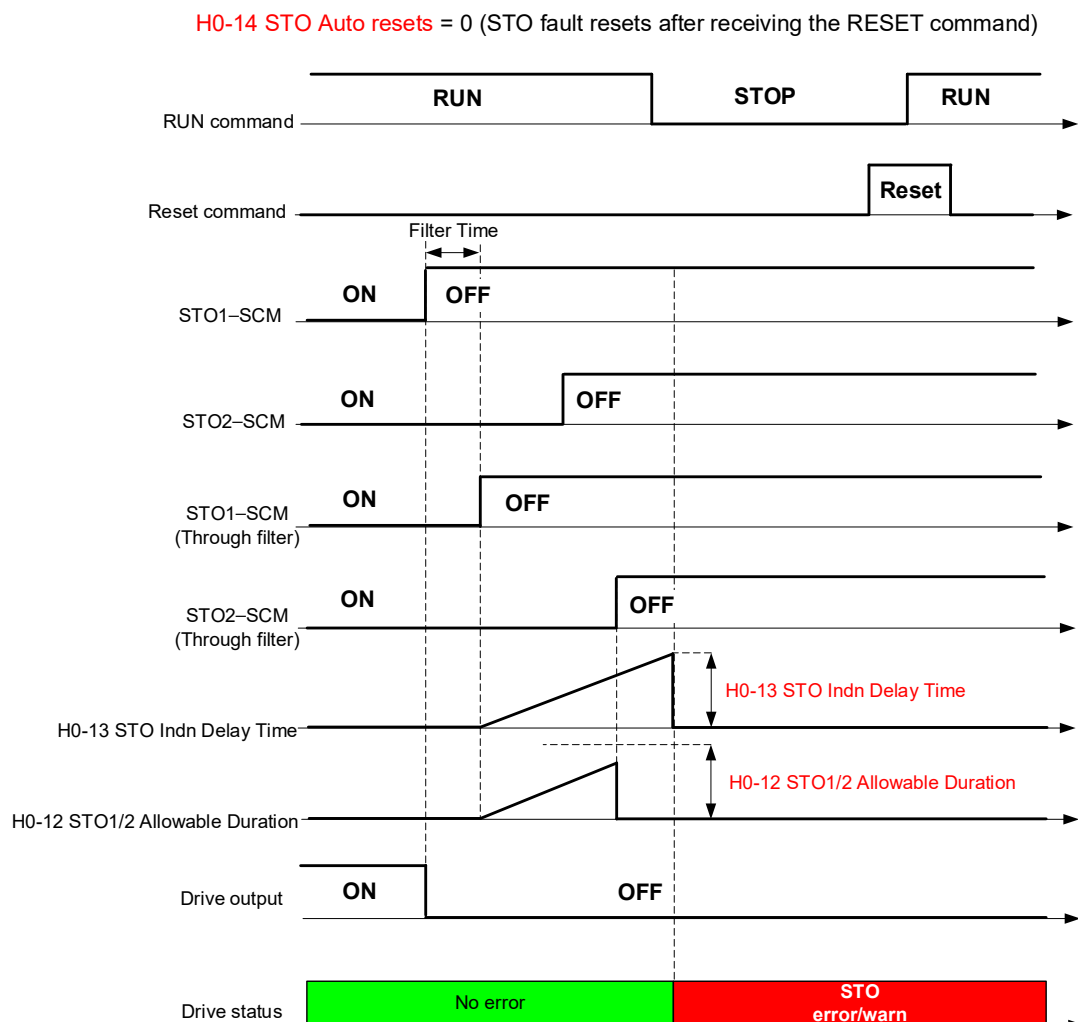 H0-14 STO Auto resets = 0 (STO fault resets after receiving the RESET command)
RUN STOP RUN
RUN command
Reset
Reset command
Filter Time
ON OFF
STO1–SCM
ON OFF
STO2–SCM
ON OFF
STO1–SCM
(Through filter)
ON OFF
STO2–SCM
(Through filter)
H0-13 STO Indn Delay Time
H0-13 STO Indn Delay Time
H0-12 STO1/2 Allowable Duration
H0-12 STO1/2 Allowable Duration
ON OFF
Drive output
No error
STO
error/warn
Drive status